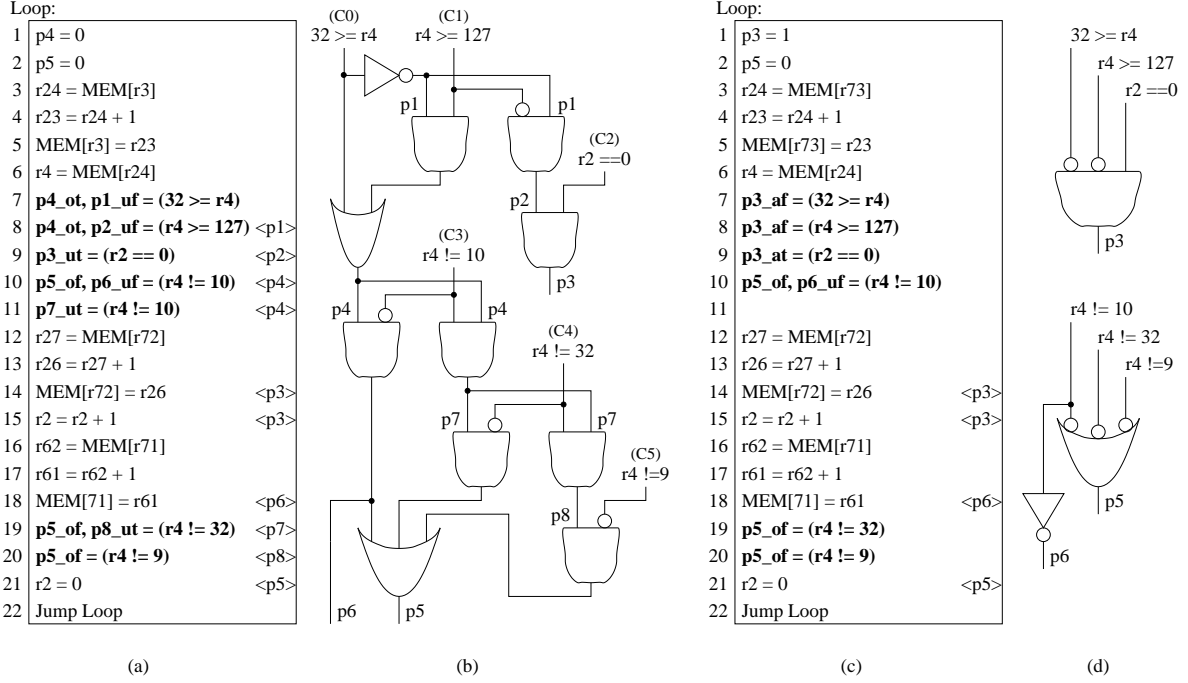 Loop:
1 p4 = 0
2 p5 = 0
3 r24 = MEM[r3]
4 r23 = r24 + 1
5 MEM[r3] = r23
6 r4 = MEM[r24]
7 p4_ot, p1_uf = (32 >= r4)
8 p4_ot, p2_uf = (r4 >= 127) <p1>
9 p3_ut = (r2 == 0) <p2>
10 p5_of, p6_uf = (r4 != 10) <p4>
11 p7_ut = (r4 != 10) <p4>
12 r27 = MEM[r72]
13 r26 = r27 + 1
14 MEM[r72] = r26 <p3>
15 r2 = r2 + 1 <p3>
16 r62 = MEM[r71]
17 r61 = r62 + 1
18 MEM[71] = r61 <p6>
19 p5_of, p8_ut = (r4 != 32) <p7>
20 p5_of = (r4 != 9) <p8>
21 r2 = 0 <p5>
22 Jump Loop
(a)
(C0) (C1)
32 >= r4 r4 >= 127
p1 p1
(C2)
r2 ==0
p2
(C3)
r4 != 10
p3
p4 p4
(C4)
r4 != 32
p7 p7
(C5)
r4 !=9
p8
p6 p5
(b)
Loop:
1 p3 = 1
2 p5 = 0
3 r24 = MEM[r73]
4 r23 = r24 + 1
5 MEM[r73] = r23
6 r4 = MEM[r24]
7 p3_af = (32 >= r4)
8 p3_af = (r4 >= 127)
9 p3_at = (r2 == 0)
10 p5_of, p6_uf = (r4 != 10)
11
12 r27 = MEM[r72]
13 r26 = r27 + 1
14 MEM[r72] = r26 <p3>
15 r2 = r2 + 1 <p3>
16 r62 = MEM[r71]
17 r61 = r62 + 1
18 MEM[71] = r61 <p6>
19 p5_of = (r4 != 32)
20 p5_of = (r4 != 9)
21 r2 = 0 <p5>
22 Jump Loop
(c)
32 >= r4
r4 >= 127
r2 ==0
p3
r4 != 10
r4 != 32
r4 !=9
p5
p6
(d)